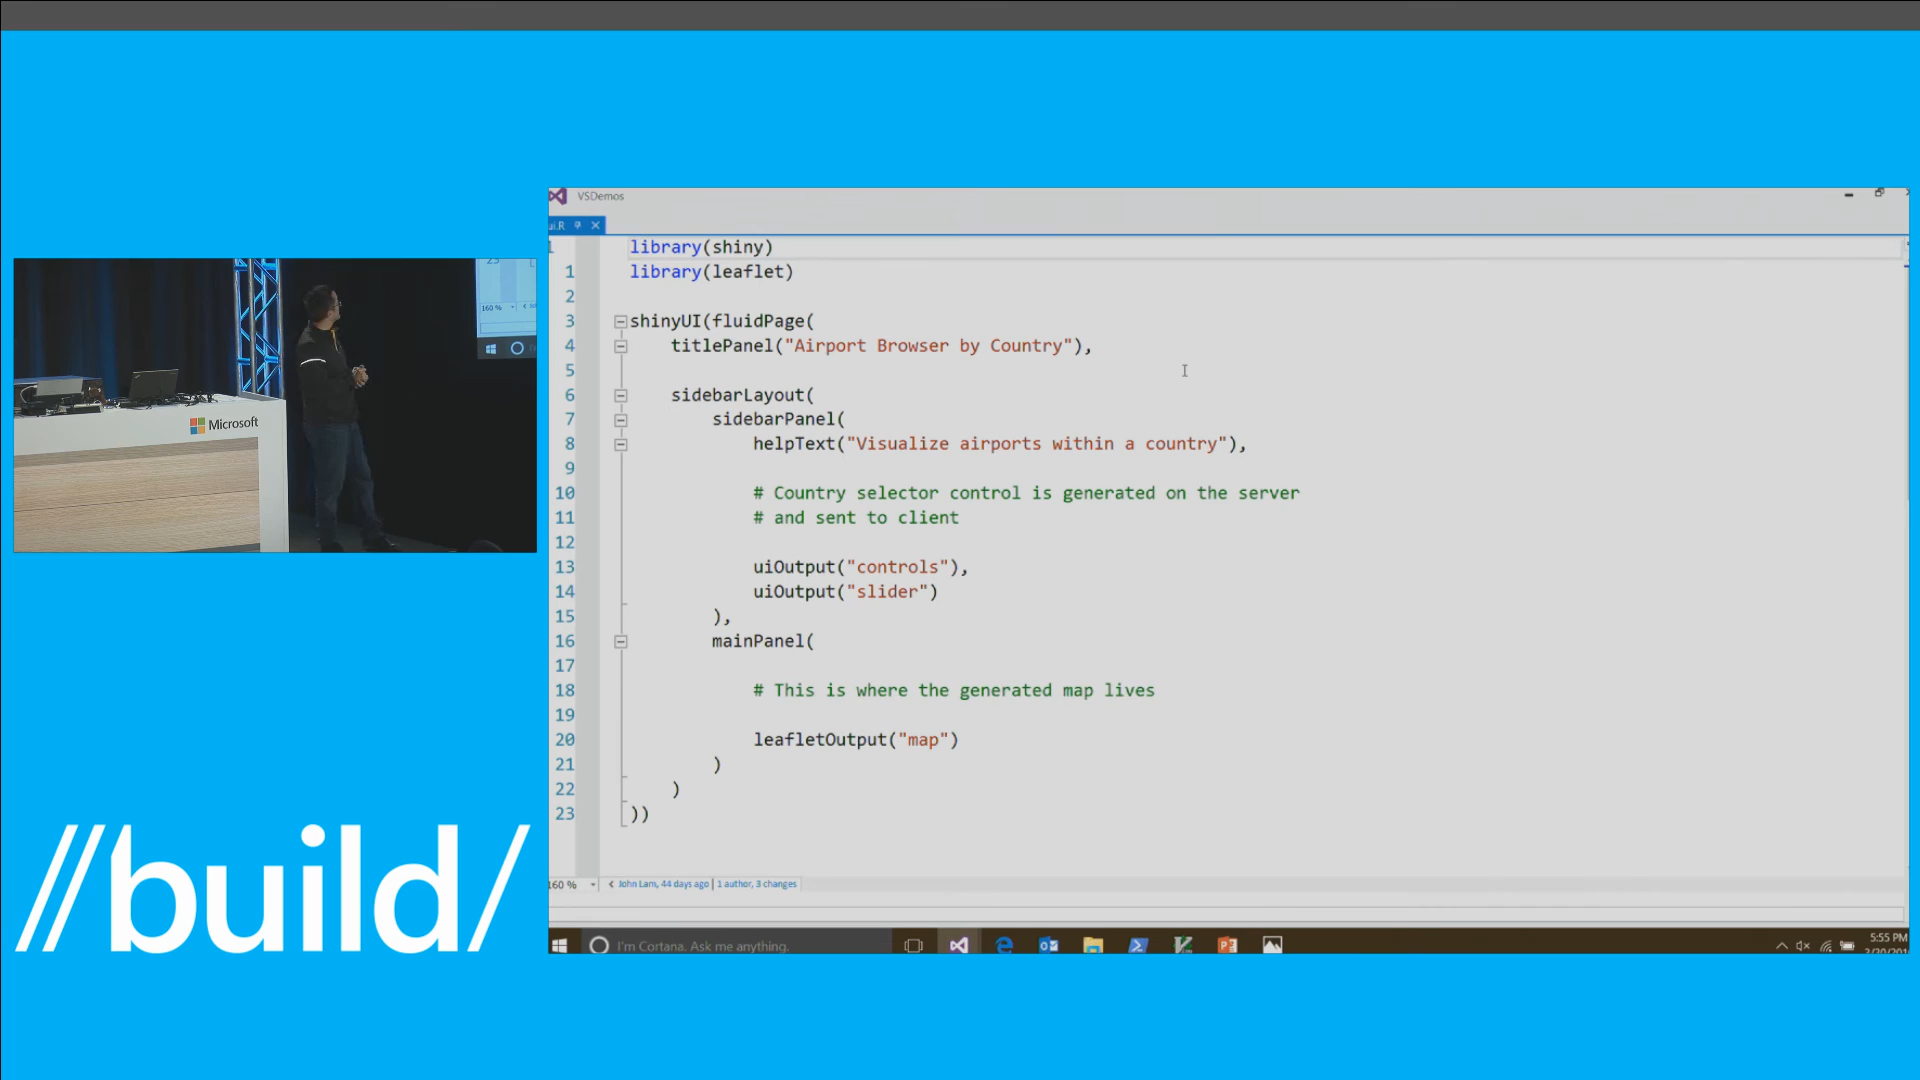 VSDemos
ui.R
1 library(shiny)
1 library(leaflet)
2
3 shinyUI(fluidPage(
4 titlePanel("Airport Browser by Country"),
5
6 sidebarLayout(
7 sidebarPanel(
8 helpText("Visualize airports within a country"),
9
10 # Country selector control is generated on the server
11 # and sent to client
12
13 uiOutput("controls"),
14 uiOutput("slider")
15 ),
16 mainPanel(
17
18 # This is where the generated map lives
19
20 leafletOutput("map")
21 )
22 )
23 ))
160 %
John Lam, 44 days ago | 1 author, 3 changes
I'm Cortana. Ask me anything.
5:55 PM
23
160 %
Microsoft
//build/